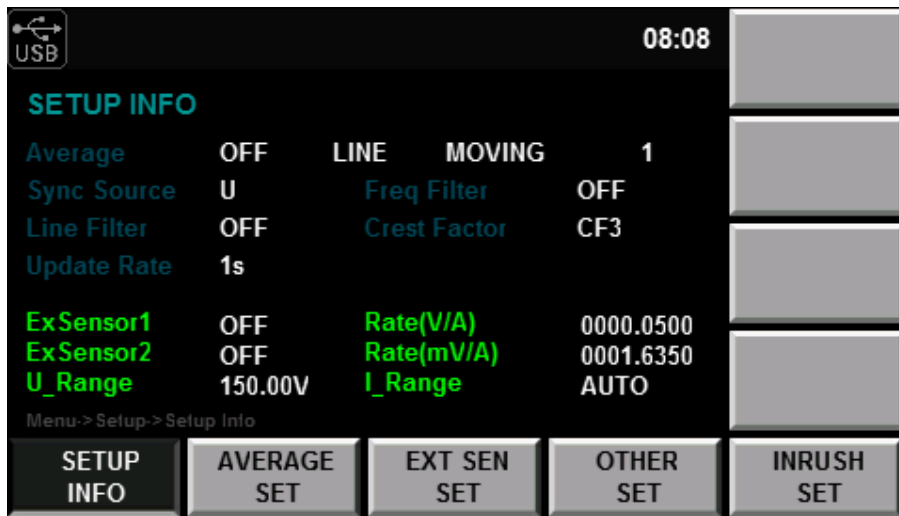 USB
08:08
SETUP INFO
Average OFF LINE MOVING 1
Sync Source U Freq Filter OFF
Line Filter OFF Crest Factor CF3
Update Rate 1s
ExSensor1 OFF Rate(V/A) 0000.0500
ExSensor2 OFF Rate(mV/A) 0001.6350
U_Range 150.00V I_Range AUTO
Menu->Setup->Setup Info
SETUP INFO
AVERAGE SET
EXT SEN SET
OTHER SET
INRUSH SET